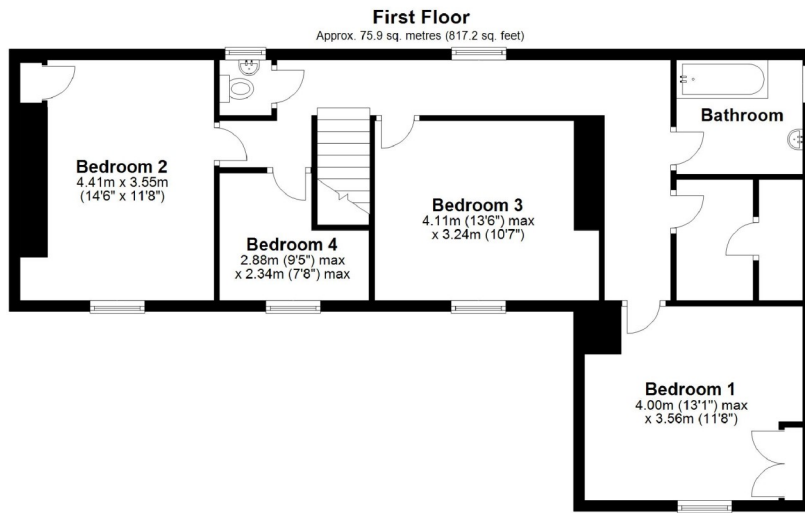 First Floor
Approx. 75.9 sq. metres (817.2 sq. feet)
Bathroom
Bedroom 2
4.41m x 3.55m
(14'6" x 11'8")
Bedroom 3
4.11m (13'6") max
x 3.24m (10'7")
Bedroom 4
2.88m (9'5") max
x 2.34m (7'8") max
Bedroom 1
4.00m (13'1") max
x 3.56m (11'8")